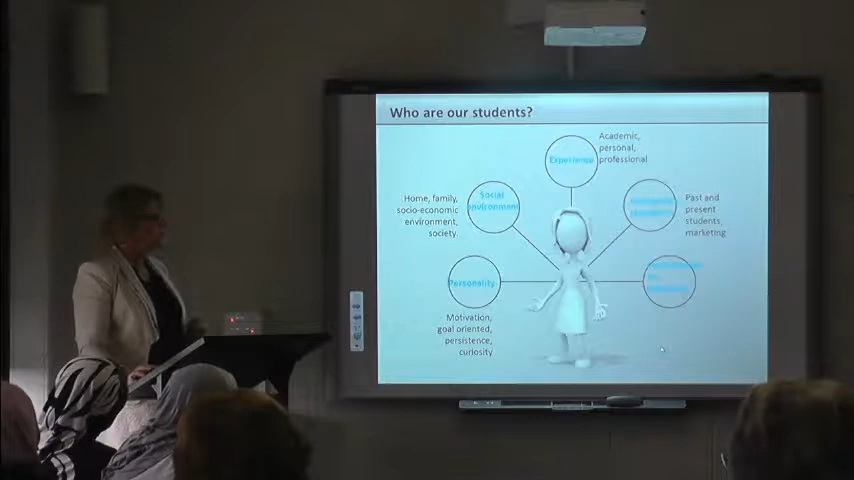 Who are our students?
Academic,
personal,
professional
Experience
Social
environment
Home, family,
socio-economic
environment,
society.
Past and
present
students,
marketing
Personality
Motivation,
goal oriented,
persistence,
curiosity